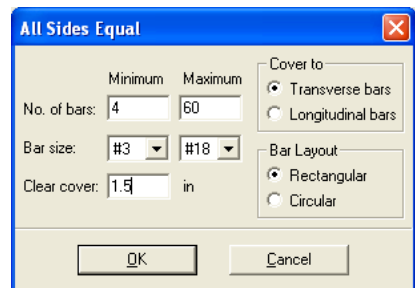 All Sides Equal
Minimum Maximum
No. of bars: 4 60
Bar size: #3 #18
Clear cover: 1.5 in
Cover to
Transverse bars
Longitudinal bars
Bar Layout
Rectangular
Circular
OK Cancel